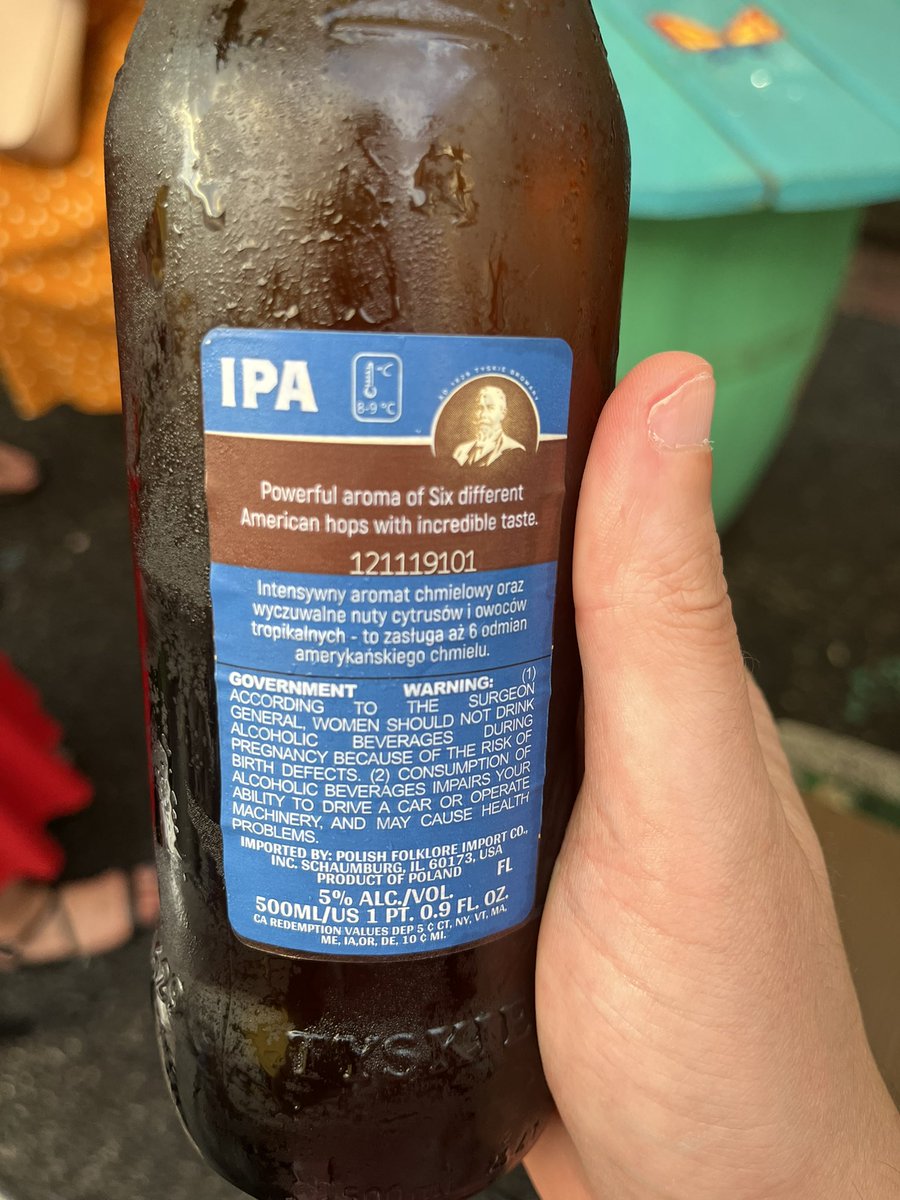 IPA
°C
8-9 °C
Powerful aroma of Six different
American hops with incredible taste.
121119101
Intensywny aromat chmielowy oraz
wyczuwalne nuty cytrusów i owoców
tropikalnych - to zasługa aż 6 odmian
amerykańskiego chmielu.
GOVERNMENT WARNING: (1)
ACCORDING TO THE SURGEON
GENERAL, WOMEN SHOULD NOT DRINK
ALCOHOLIC BEVERAGES DURING
PREGNANCY BECAUSE OF THE RISK OF
BIRTH DEFECTS. (2) CONSUMPTION OF
ALCOHOLIC BEVERAGES IMPAIRS YOUR
ABILITY TO DRIVE A CAR OR OPERATE
MACHINERY, AND MAY CAUSE HEALTH
PROBLEMS.
IMPORTED BY: POLISH FOLKLORE IMPORT CO.,
INC. SCHAUMBURG, IL 60173, USA
PRODUCT OF POLAND FL
5% ALC./VOL.
500ML/US 1 PT. 0.9 FL. OZ.
CA REDEMPTION VALUES DEP 5 ¢ CT, NY, VT, MA,
ME, IA,OR, DE, 10 ¢ MI.
TYSKIE